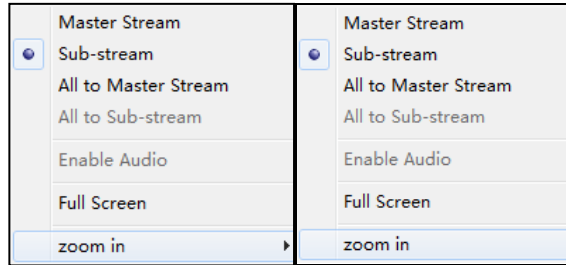 Master Stream
Sub-stream
All to Master Stream
All to Sub-stream
Enable Audio
Full Screen
zoom in
Master Stream
Sub-stream
All to Master Stream
All to Sub-stream
Enable Audio
Full Screen
zoom in